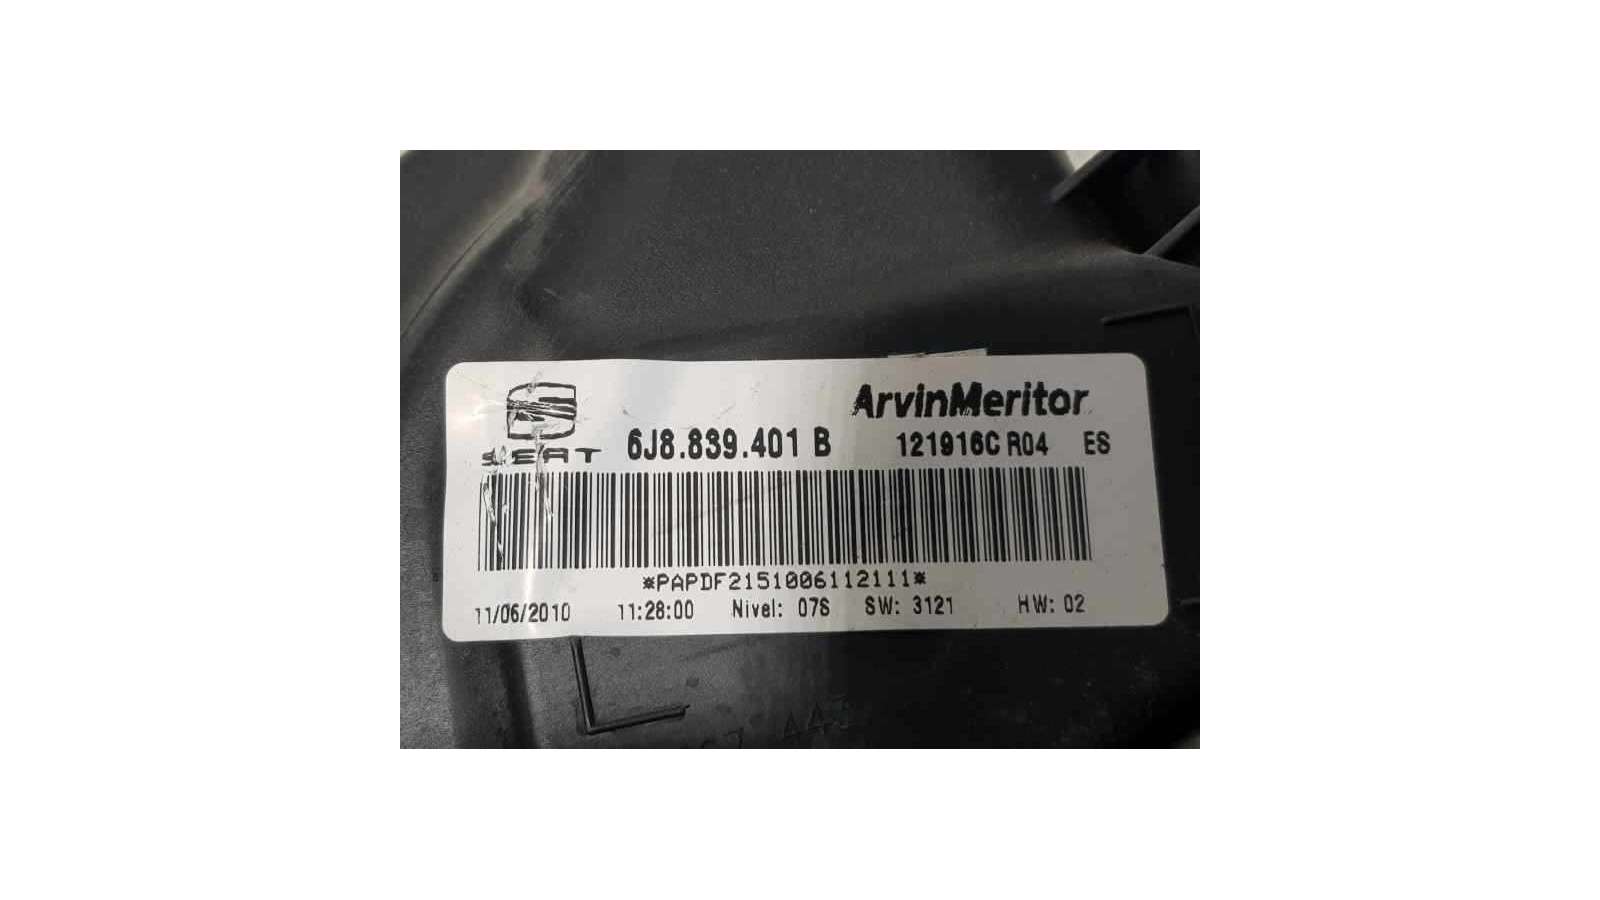 ArvinMeritor
SEAT 6J8.839.401 B 121916C R04 ES
*PAPDF2151006112111*
11/06/2010 11:28:00 Nivel: 07S SW: 3121 HW: 02